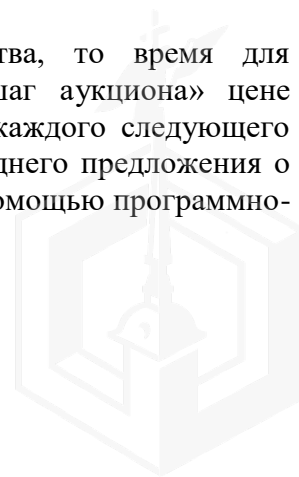 тва, то время для
шаг аукциона» цене
каждого следующего
днего предложения о
омощью программно-